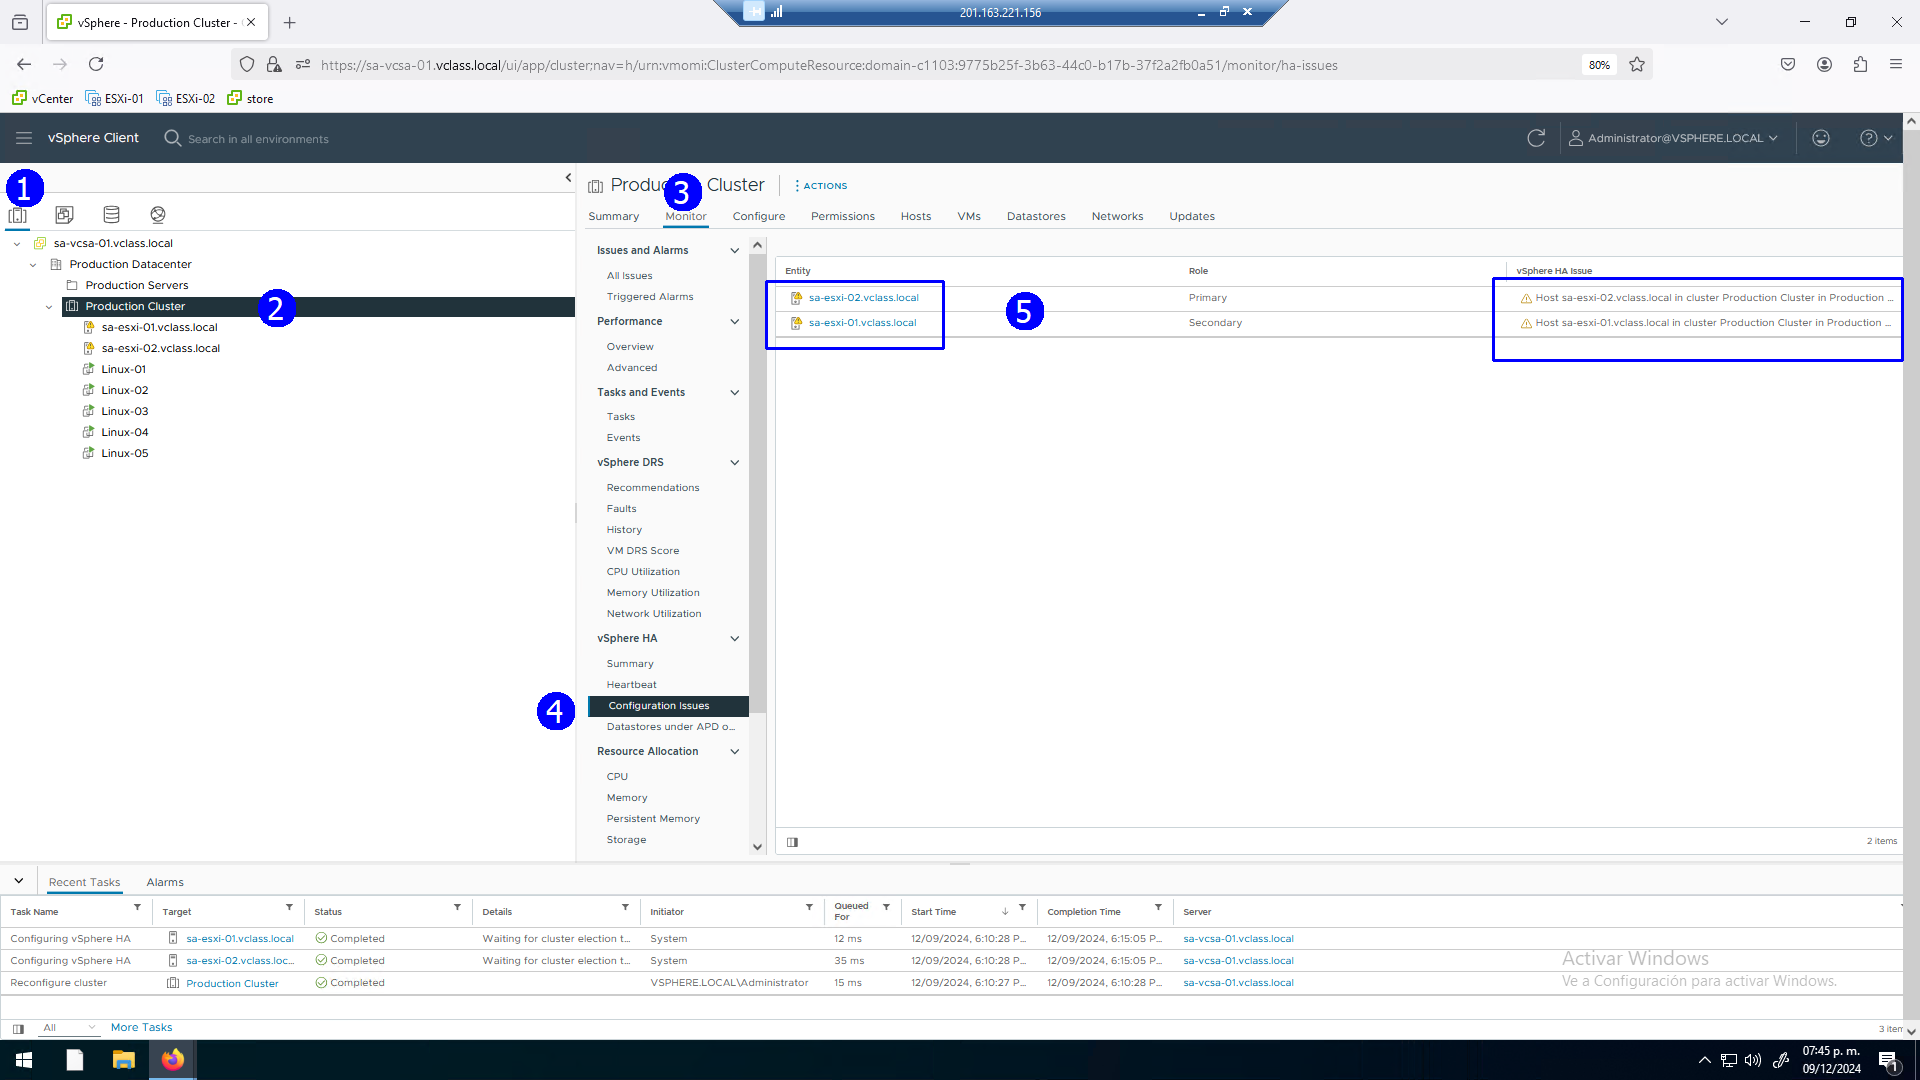 vSphere - Production Cluster -
201.163.221.156
https://sa-vcsa-01.vclass.local/ui/app/cluster;nav=h/urn:vmomi:ClusterComputeResource:domain-c1103:9775b25f-3b63-44c0-b17b-37f2a2fb0a51/monitor/ha-issues
80%
vCenter ESXi-01 ESXi-02 store
vSphere Client Search in all environments Administrator@VSPHERE.LOCAL
1
3
Cluster ACTIONS
Summary Monitor Configure Permissions Hosts VMs Datastores Networks Updates
sa-vcsa-01.vclass.local
Production Datacenter
Production Servers
Production Cluster
2
sa-esxi-01.vclass.local
sa-esxi-02.vclass.local
Linux-01
Linux-02
Linux-03
Linux-04
Linux-05
Issues and Alarms
All Issues
Triggered Alarms
Performance
Overview
Advanced
Tasks and Events
Tasks
Events
vSphere DRS
Recommendations
Faults
History
VM DRS Score
CPU Utilization
Memory Utilization
Network Utilization
vSphere HA
Summary
Heartbeat
4
Configuration Issues
Datastores under APD o...
Resource Allocation
CPU
Memory
Persistent Memory
Storage
Entity Role vSphere HA Issue
sa-esxi-02.vclass.local Primary Host sa-esxi-02.vclass.local in cluster Production Cluster in Production ...
5
sa-esxi-01.vclass.local Secondary Host sa-esxi-01.vclass.local in cluster Production Cluster in Production ...
2 items
Recent Tasks Alarms
Task Name Target Status Details Initiator Queued For Start Time Completion Time Server
Configuring vSphere HA sa-esxi-01.vclass.local Completed Waiting for cluster election t... System 12 ms 12/09/2024, 6:10:28 P... 12/09/2024, 6:15:05 P... sa-vcsa-01.vclass.local
Configuring vSphere HA sa-esxi-02.vclass.loc... Completed Waiting for cluster election t... System 35 ms 12/09/2024, 6:10:28 P... 12/09/2024, 6:15:05 P... sa-vcsa-01.vclass.local
Reconfigure cluster Production Cluster Completed VSPHERE.LOCAL\Administrator 15 ms 12/09/2024, 6:10:27 P... 12/09/2024, 6:10:28 P... sa-vcsa-01.vclass.local
Activar Windows
Ve a Configuración para activar Windows.
All More Tasks
07:45 p. m.
09/12/2024
1